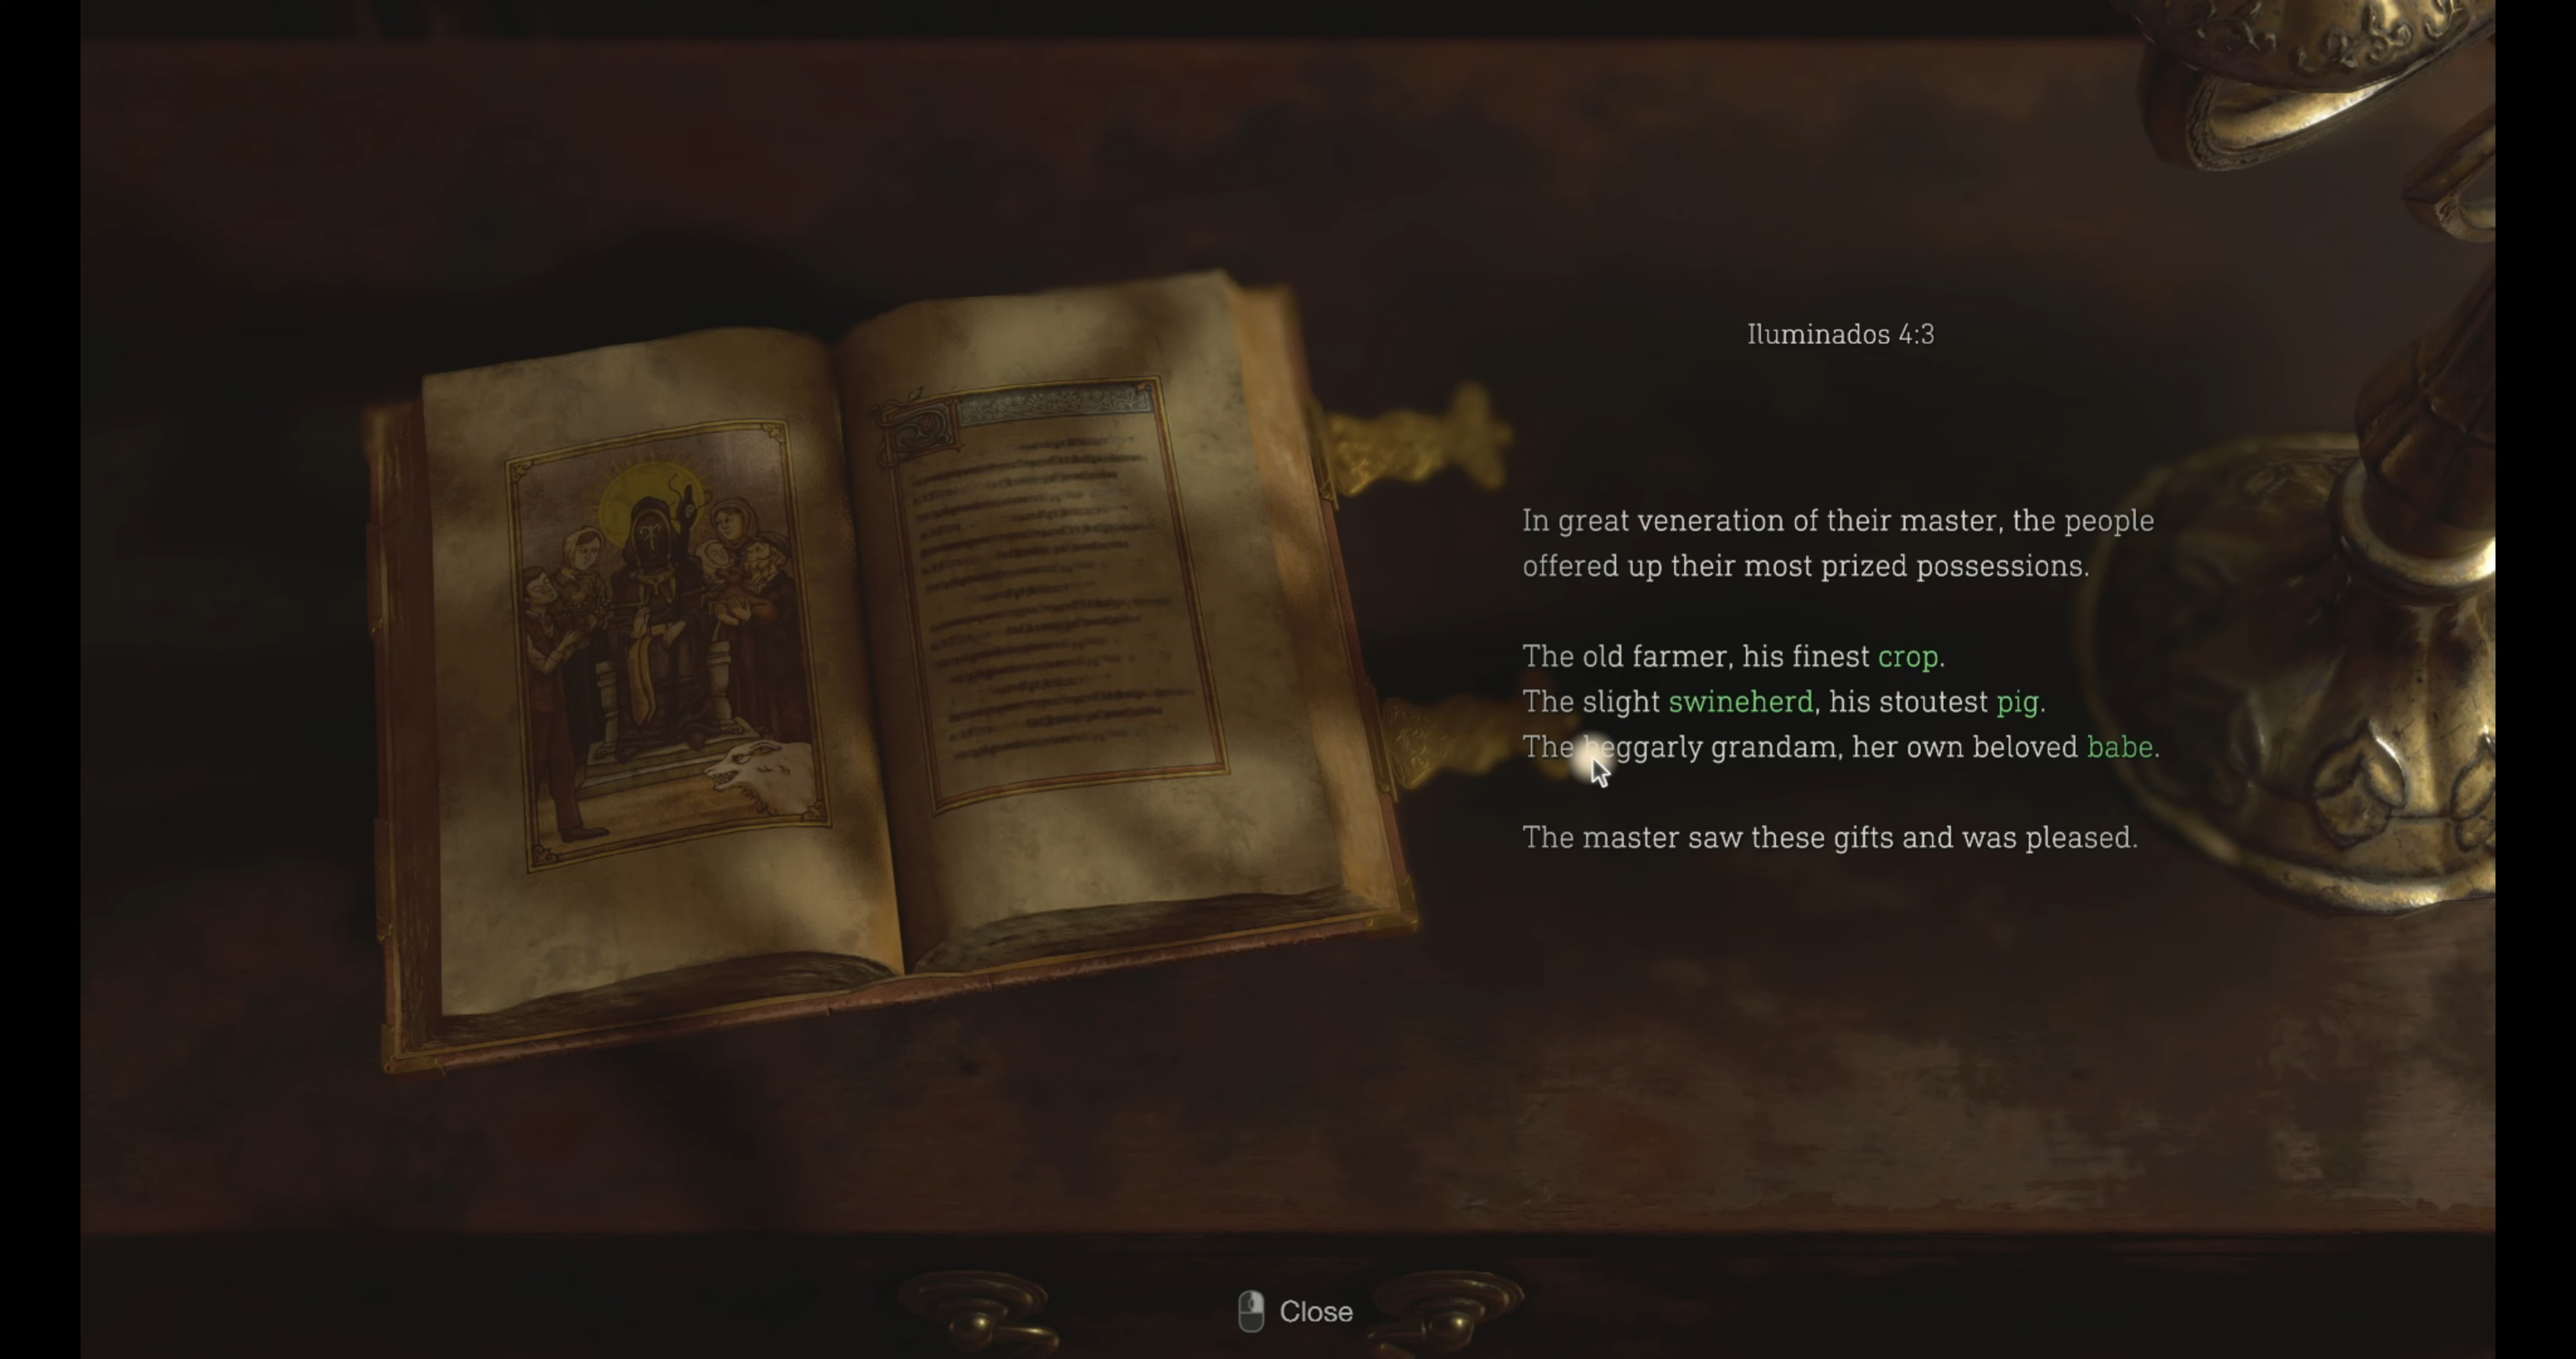 Iluminados 4:3
In great veneration of their master, the people
offered up their most prized possessions.
The old farmer, his finest crop.
The slight swineherd, his stoutest pig.
The beggarly grandam, her own beloved babe.
The master saw these gifts and was pleased.
Close